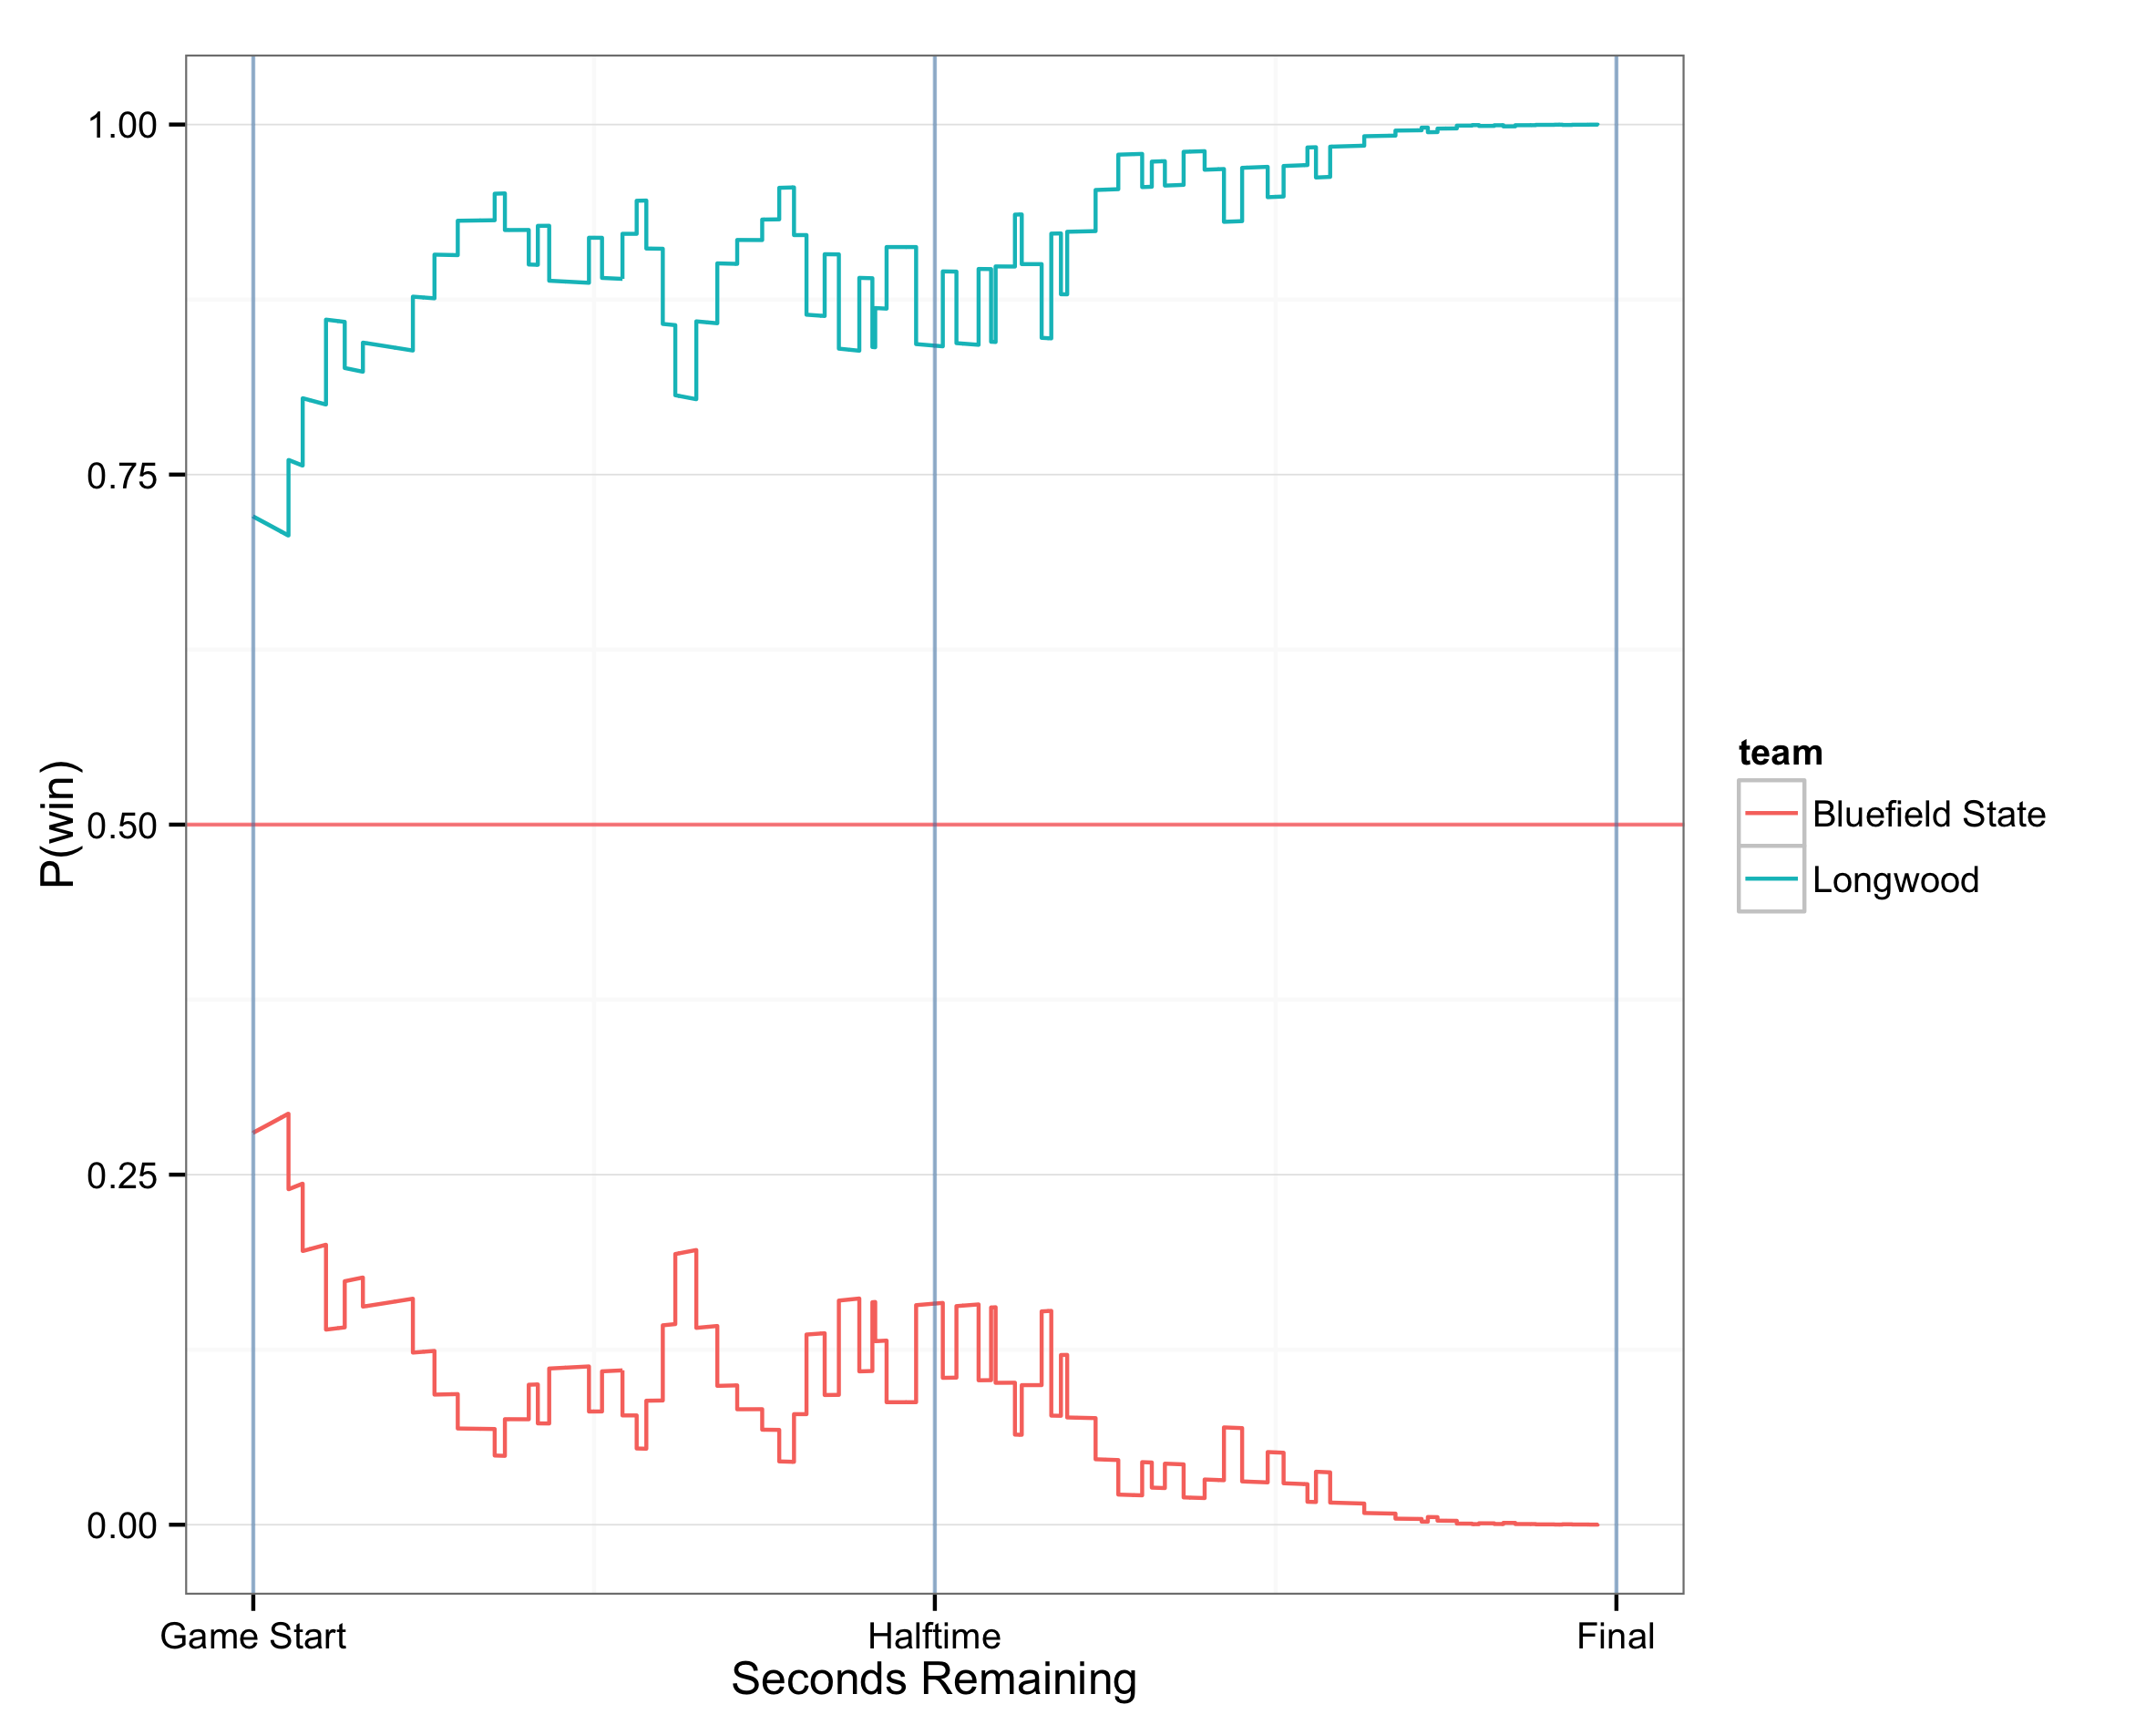 1.00
0.75
0.50
0.25
0.00
P(win)
Game Start
Halftime
Final
Seconds Remaining
team
Bluefield State
Longwood